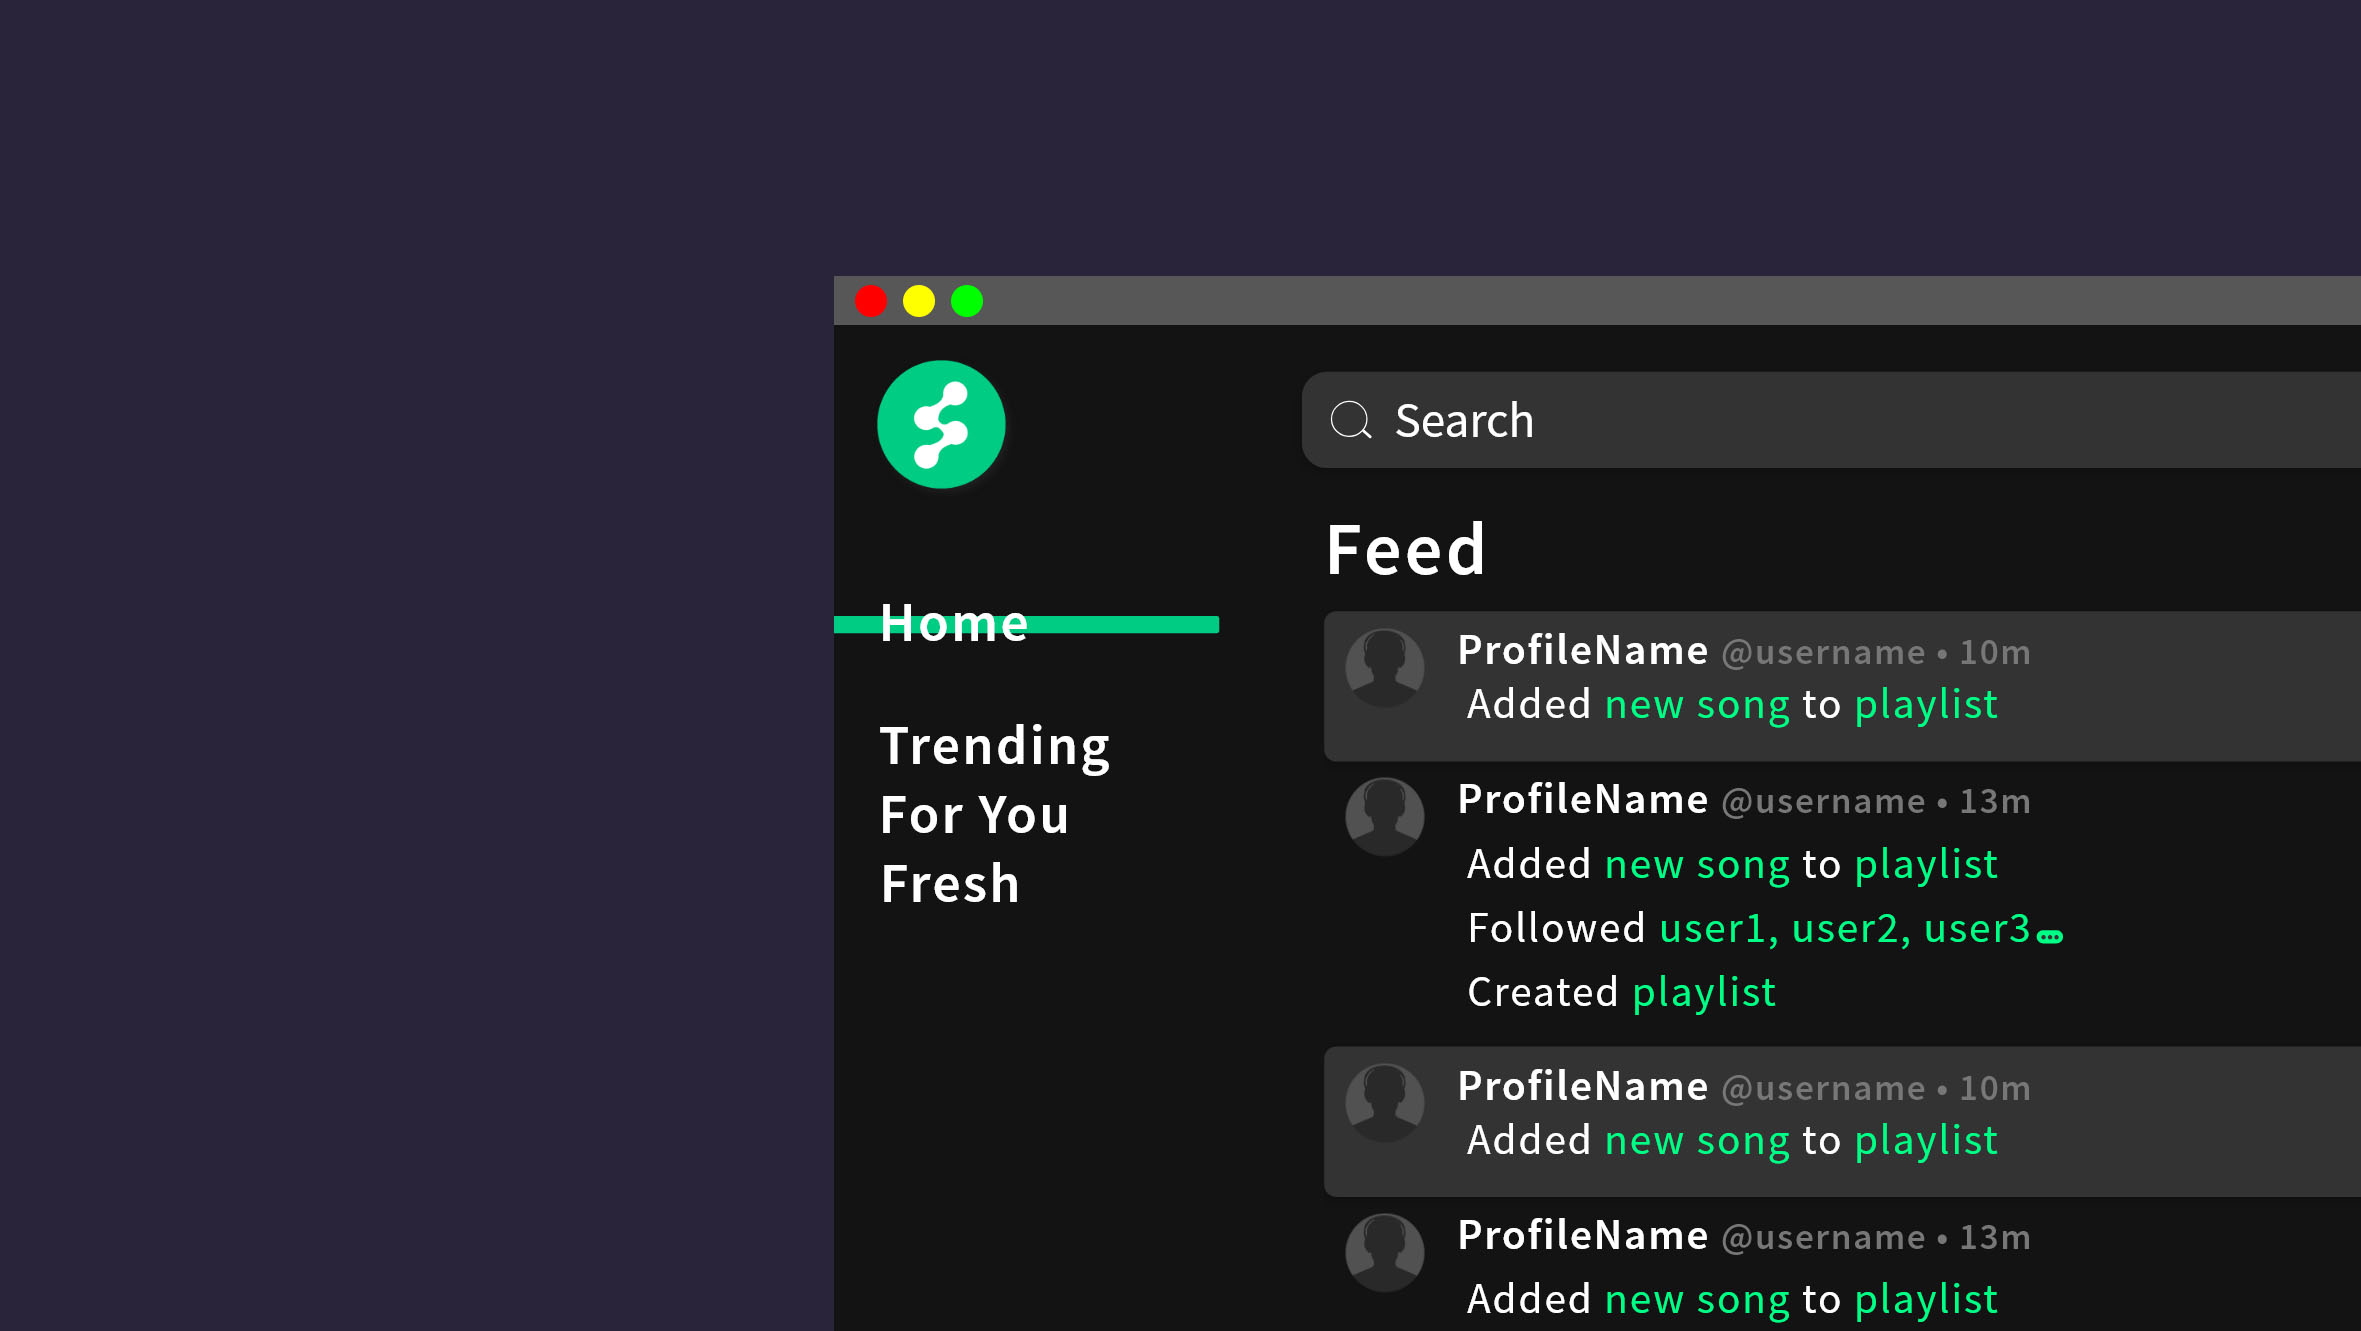 Search
Home
Trending
For You
Fresh
Feed
ProfileName @username • 10m
Added new song to playlist
ProfileName @username • 13m
Added new song to playlist
Followed user1, user2, user3
Created playlist
ProfileName @username • 10m
Added new song to playlist
ProfileName @username • 13m
Added new song to playlist